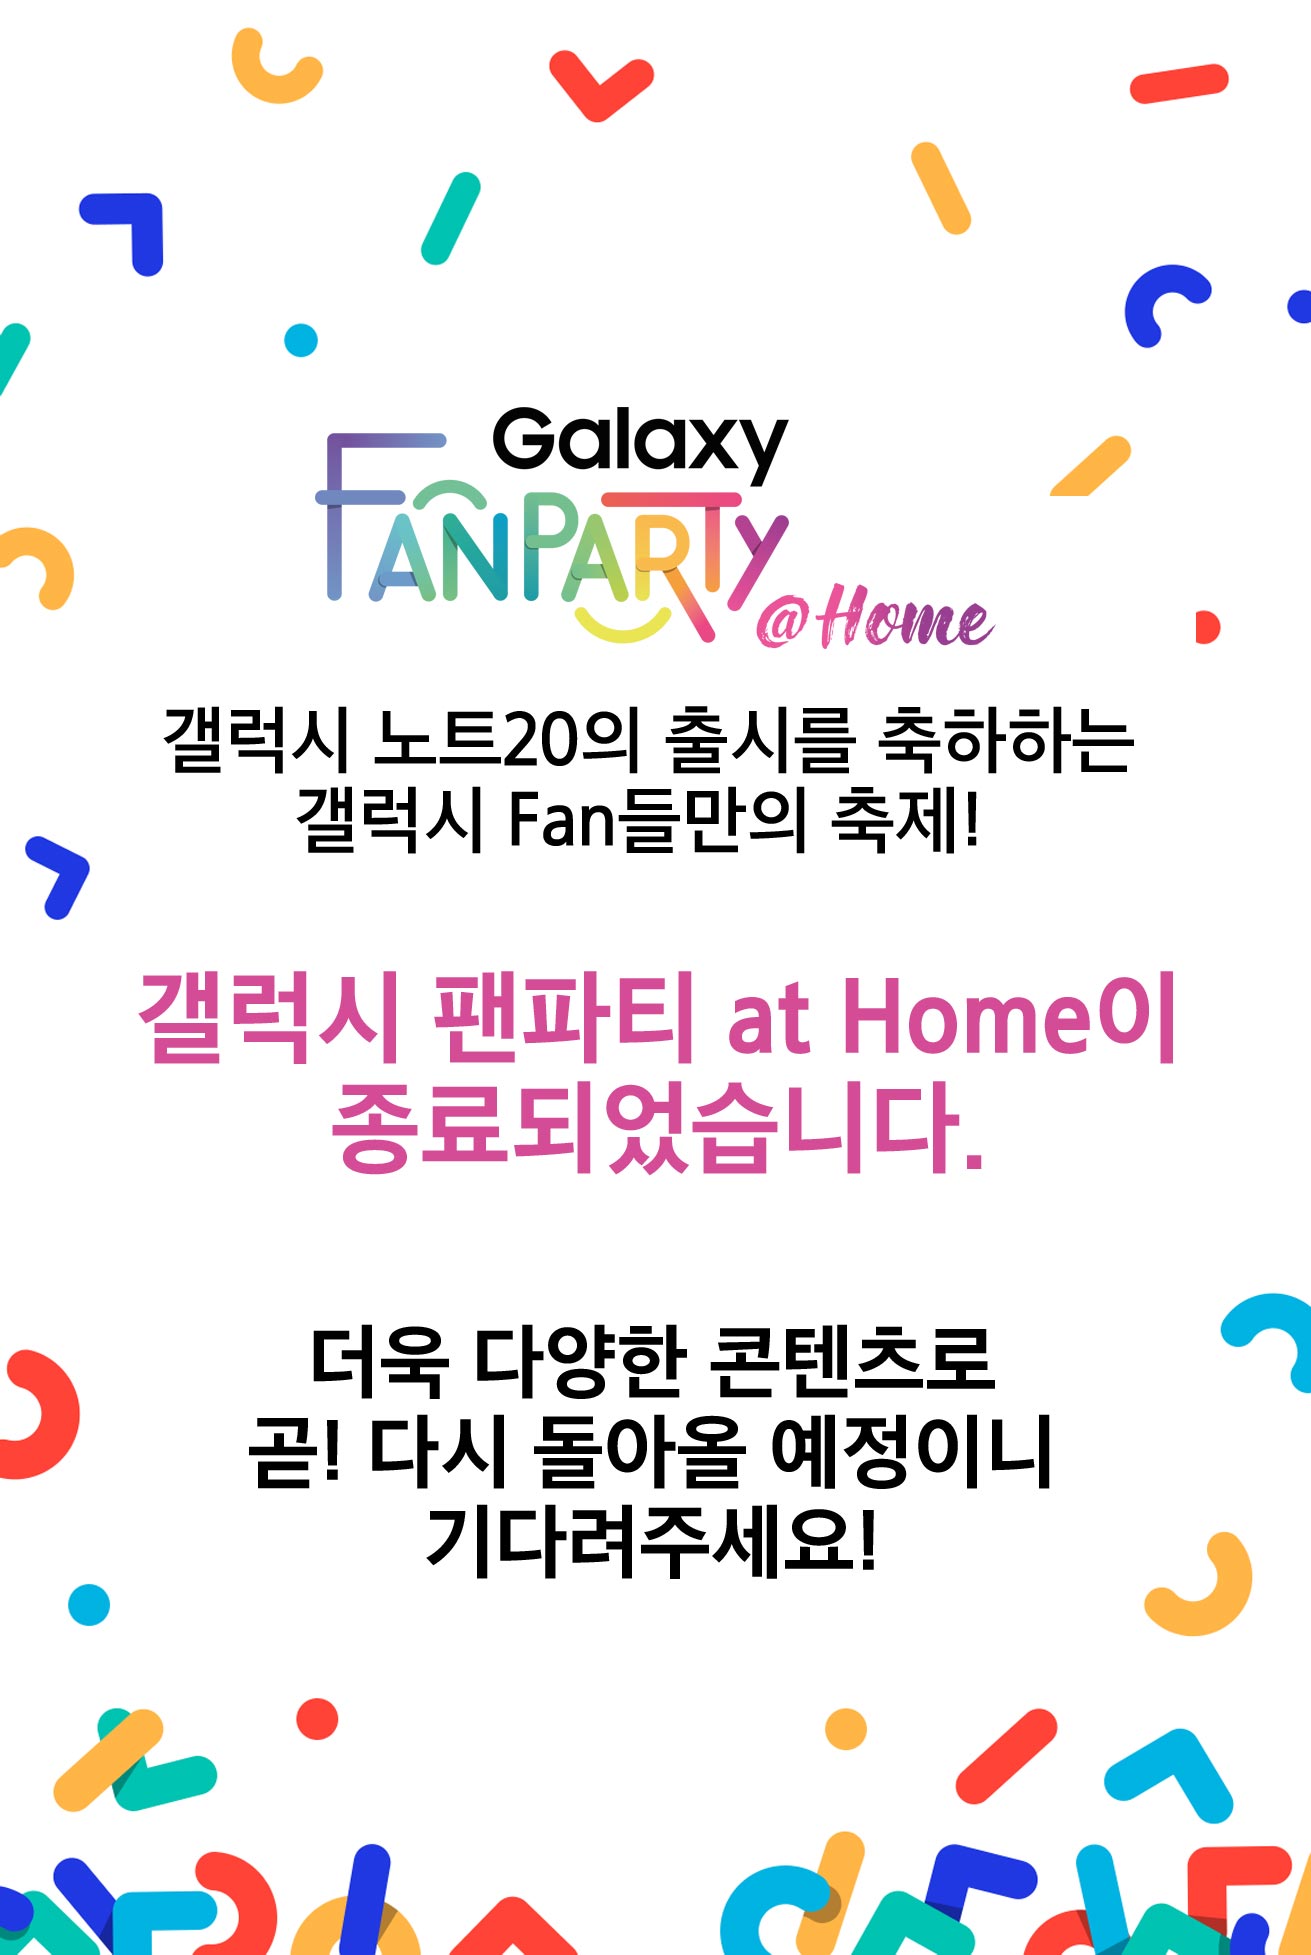 Galaxy
FANPARTY
@Home
갤럭시 노트20의 출시를 축하하는
갤럭시 Fan들만의 축제!
갤럭시 팬파티 at Home이
종료되었습니다.
더욱 다양한 콘텐츠로
곧! 다시 돌아올 예정이니
기다려주세요!